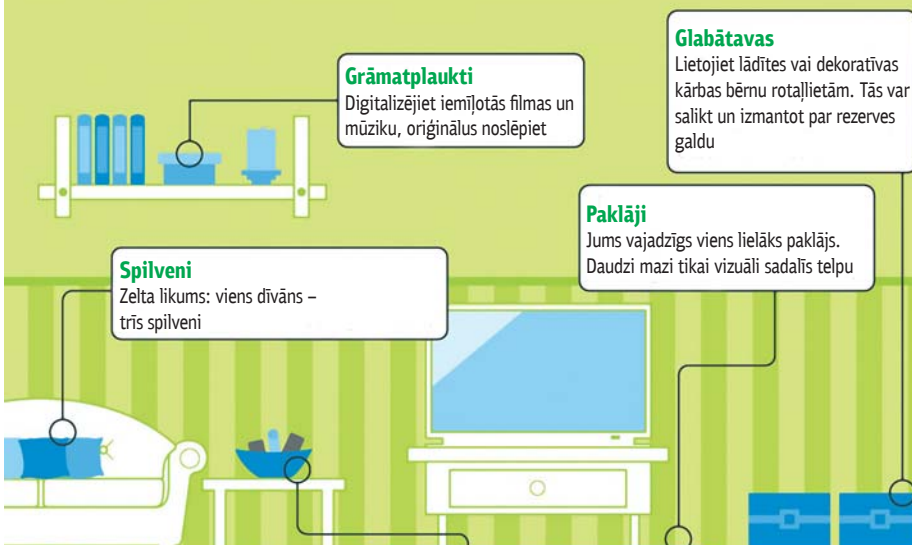 Grāmatplaukti
Digitalizējiet iemīļotās filmas un
mūziku, oriģinālus noslēpiet
Glabātavas
Lietojiet lādītes vai dekoratīvas
kārbas bērnu rotaļlietām. Tās var
salikt un izmantot par rezerves
galdu
Paklāji
Jums vajadzīgs viens lielāks paklājs.
Daudzi mazi tikai vizuāli sadalīs telpu
Spilveni
Zelta likums: viens dīvāns –
trīs spilveni